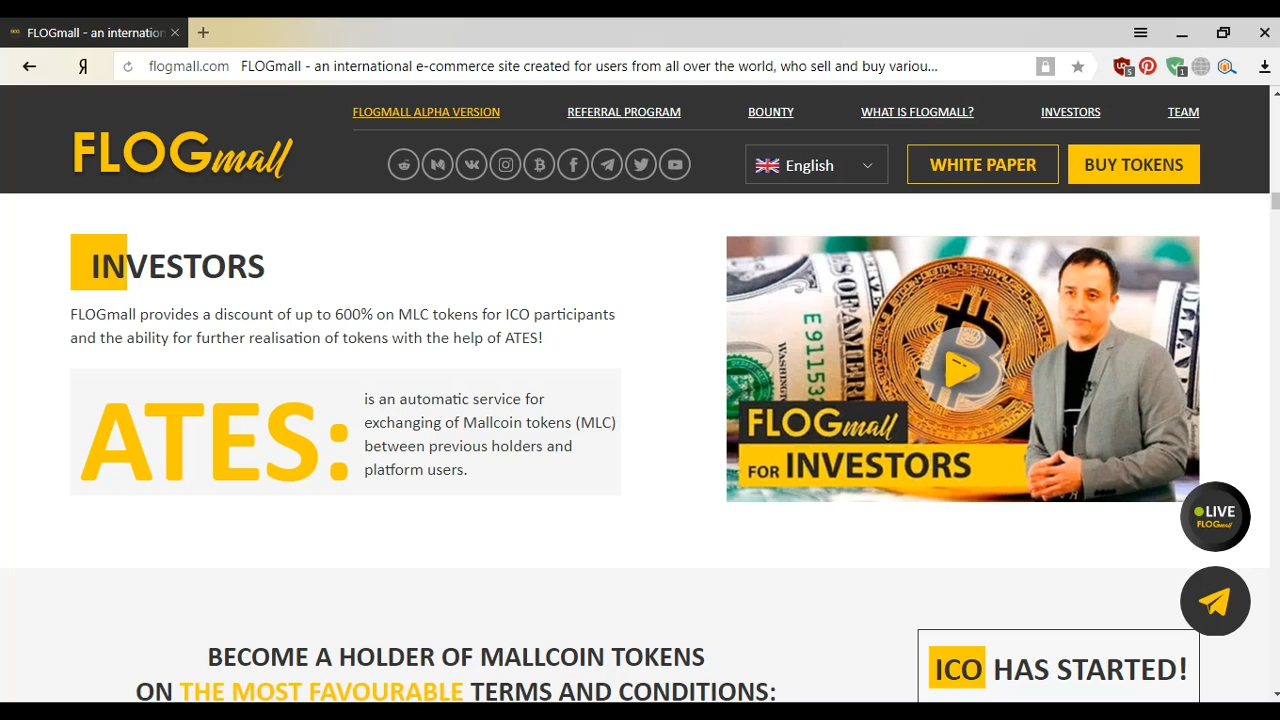 FLOGmall - an internation
Я
flogmall.com FLOGmall - an international e-commerce site created for users from all over the world, who sell and buy variou...
5
1
FLOGMALL ALPHA VERSION REFERRAL PROGRAM BOUNTY WHAT IS FLOGMALL? INVESTORS TEAM
FLOGmall
English
WHITE PAPER
BUY TOKENS
INVESTORS
FLOGmall provides a discount of up to 600% on MLC tokens for ICO participants
and the ability for further realisation of tokens with the help of ATES!
ATES:
is an automatic service for
exchanging of Mallcoin tokens (MLC)
between previous holders and
platform users.
WASHINGTON
FLOGmall
FOR INVESTORS
LIVE
FLOGmall
BECOME A HOLDER OF MALLCOIN TOKENS
ON THE MOST FAVOURABLE TERMS AND CONDITIONS:
ICO HAS STARTED!